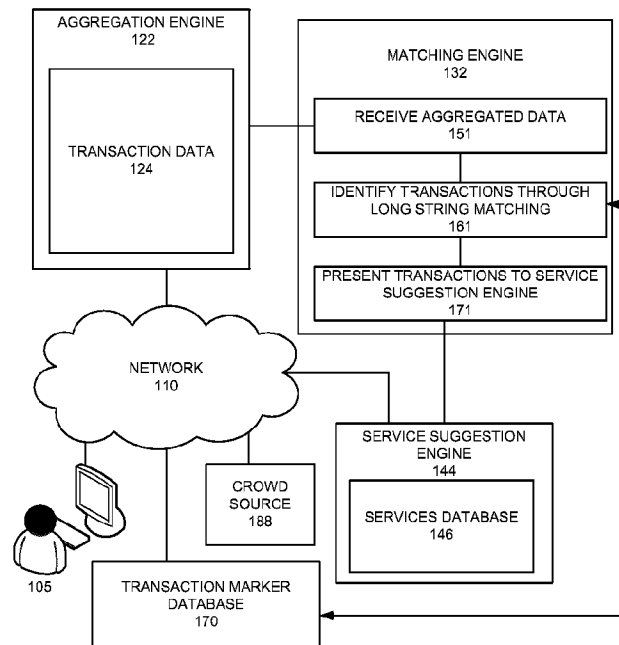 AGGREGATION ENGINE
122
TRANSACTION DATA
124
MATCHING ENGINE
132
RECEIVE AGGREGATED DATA
151
IDENTIFY TRANSACTIONS THROUGH
LONG STRING MATCHING
161
PRESENT TRANSACTIONS TO SERVICE
SUGGESTION ENGINE
171
NETWORK
110
SERVICE SUGGESTION
ENGINE
144
SERVICES DATABASE
146
CROWD
SOURCE
188
105
TRANSACTION MARKER
DATABASE
170